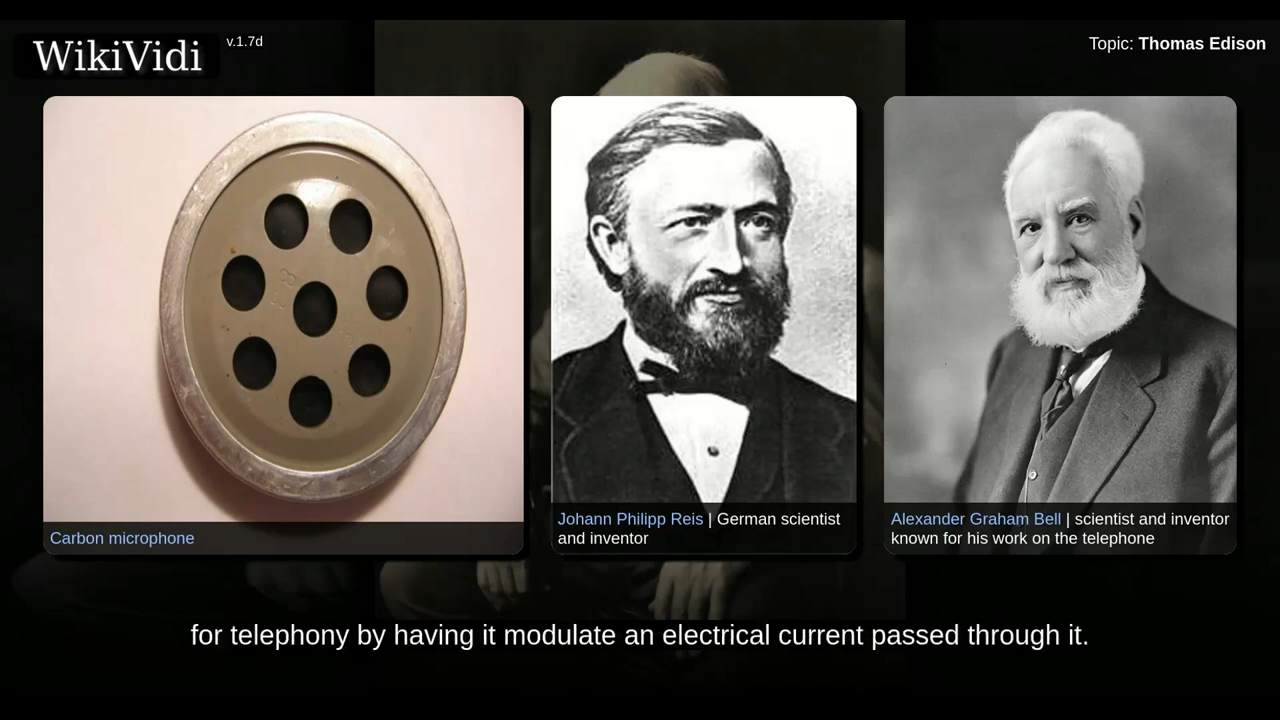 WikiVidi
v.1.7d
Topic: Thomas Edison
Carbon microphone
Johann Philipp Reis | German scientist
and inventor
Alexander Graham Bell | scientist and inventor
known for his work on the telephone
for telephony by having it modulate an electrical current passed through it.